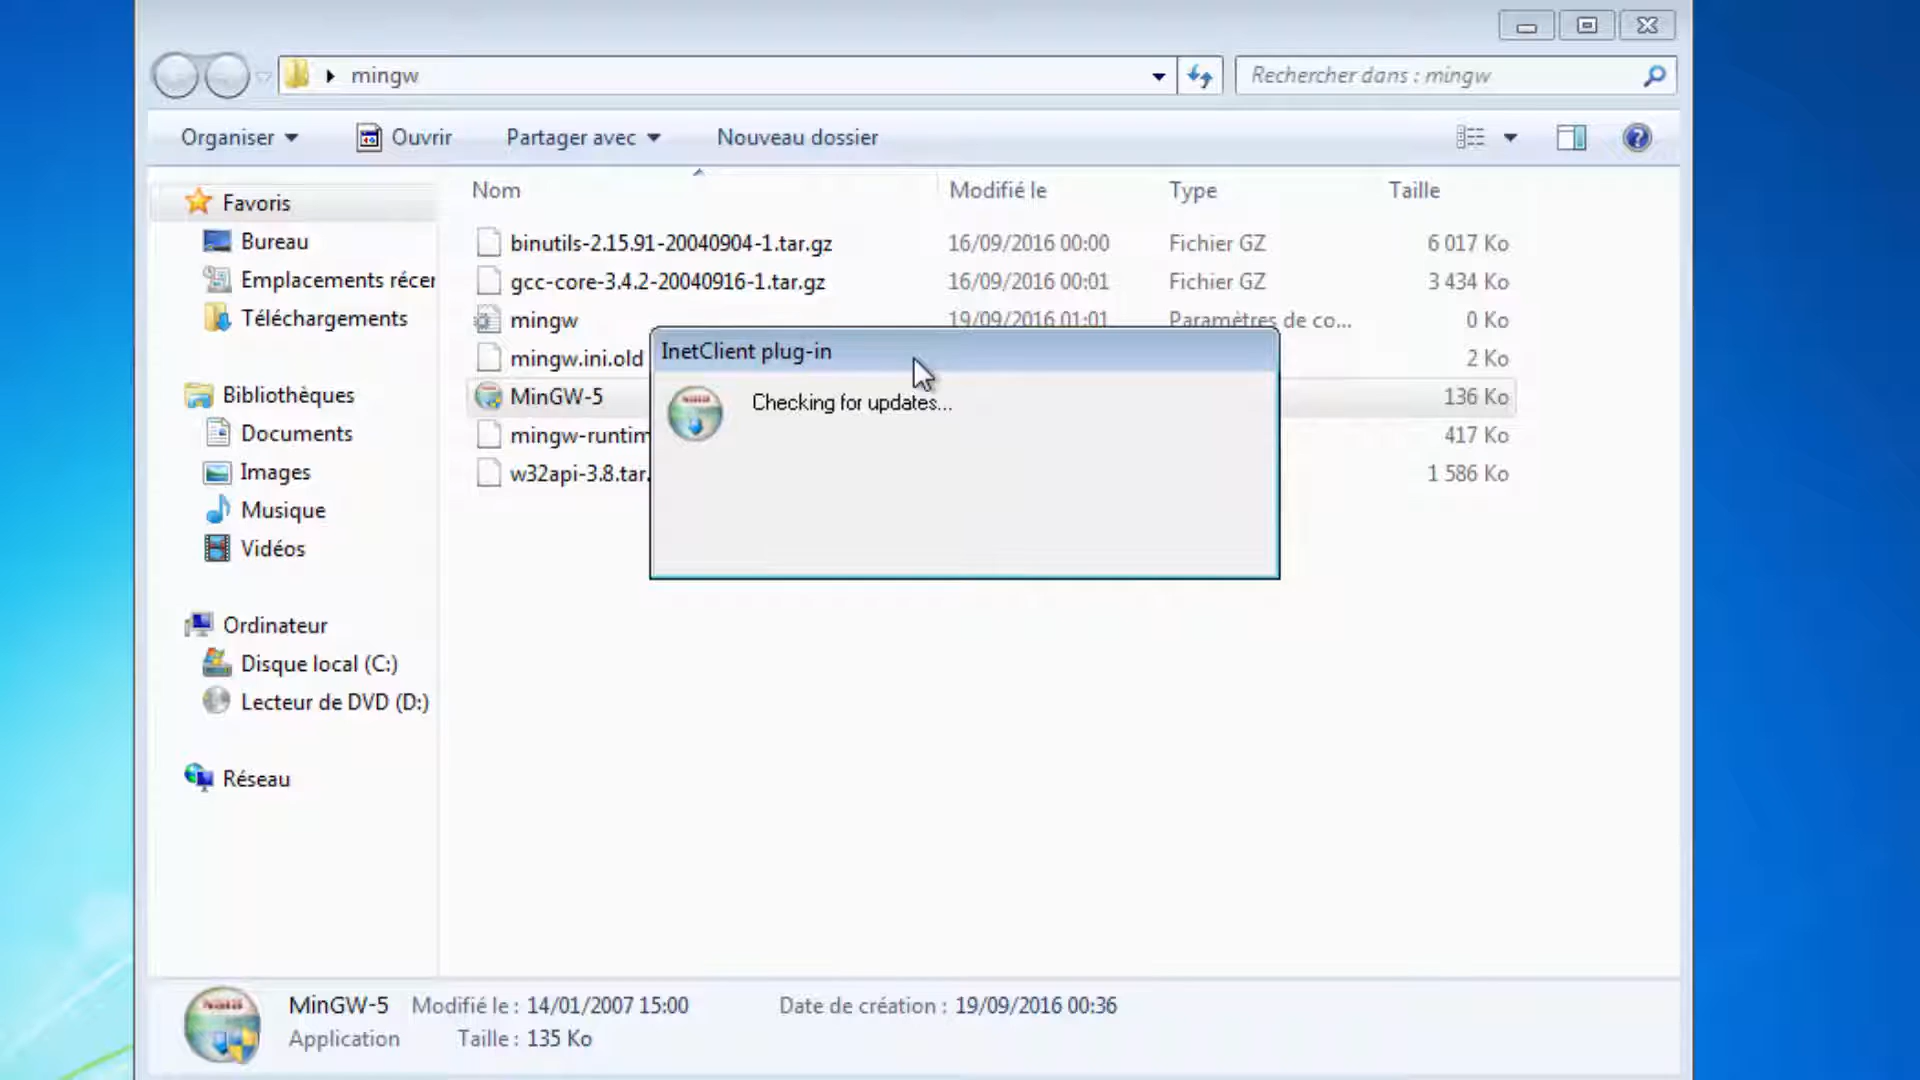 mingw
Rechercher dans : mingw
Organiser
Ouvrir
Partager avec
Nouveau dossier
Nom
Modifié le
Type
Taille
Favoris
Bureau
Emplacements récer
Téléchargements
Bibliothèques
Documents
Images
Musique
Vidéos
Ordinateur
Disque local (C:)
Lecteur de DVD (D:)
Réseau
binutils-2.15.91-20040904-1.tar.gz 16/09/2016 00:00 Fichier GZ 6 017 Ko
gcc-core-3.4.2-20040916-1.tar.gz 16/09/2016 00:01 Fichier GZ 3 434 Ko
mingw 19/09/2016 01:01 Paramètres de co... 0 Ko
mingw.ini.old 2 Ko
MinGW-5 136 Ko
mingw-runtim 417 Ko
w32api-3.8.tar. 1 586 Ko
InetClient plug-in
Checking for updates...
MinGW-5 Modifié le : 14/01/2007 15:00 Date de création : 19/09/2016 00:36
Application Taille : 135 Ko